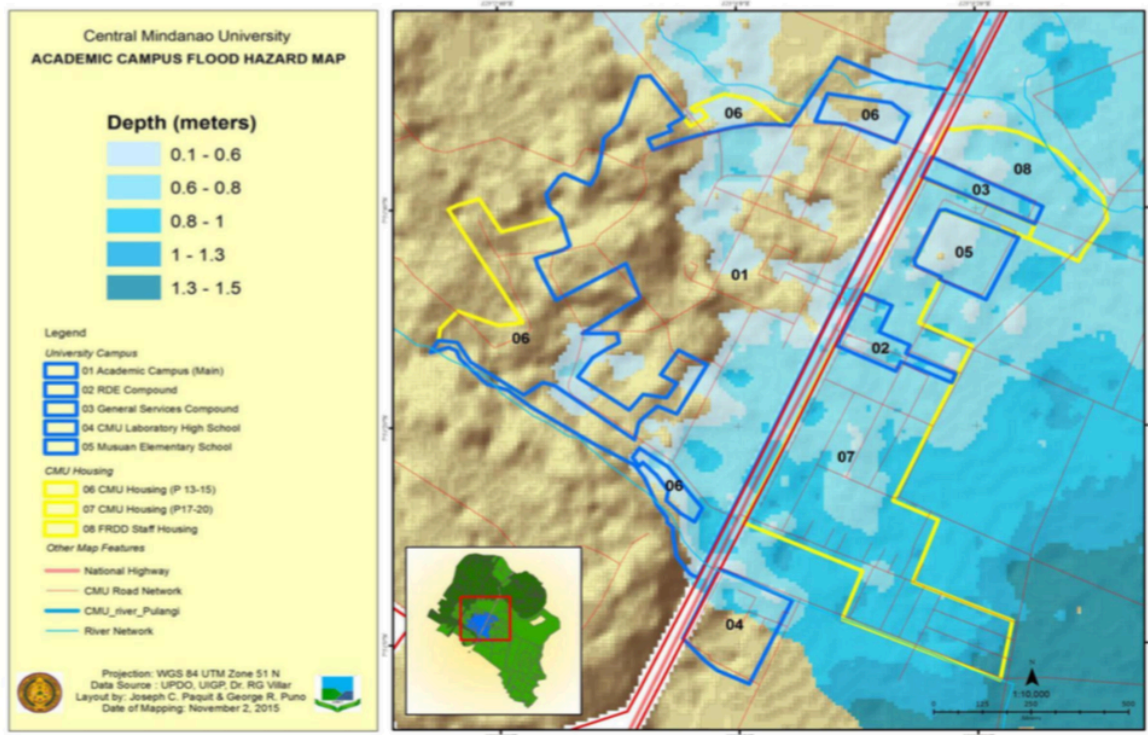 Central Mindanao University
ACADEMIC CAMPUS FLOOD HAZARD MAP
Depth (meters)
0.1 - 0.6
0.6 - 0.8
0.8 - 1
1 - 1.3
1.3 - 1.5
Legend
University Campus
01 Academic Campus (Main)
02 RDE Compound
03 General Services Compound
04 CMU Laboratory High School
05 Musuan Elementary School
CMU Housing
06 CMU Housing (P 13-15)
07 CMU Housing (P17-20)
08 FRDD Staff Housing
Other Map Features
National Highway
CMU Road Network
CMU_river_Pulangi
River Network
Projection: WGS 84 UTM Zone 51 N
Data Source : UPDO, UIGP, Dr. RG Villar
Layout by: Joseph C. Paquit & George R. Puno
Date of Mapping: November 2, 2015
06
06
08
03
05
01
06
02
07
06
04
N
1:10,000
0 125 250 500